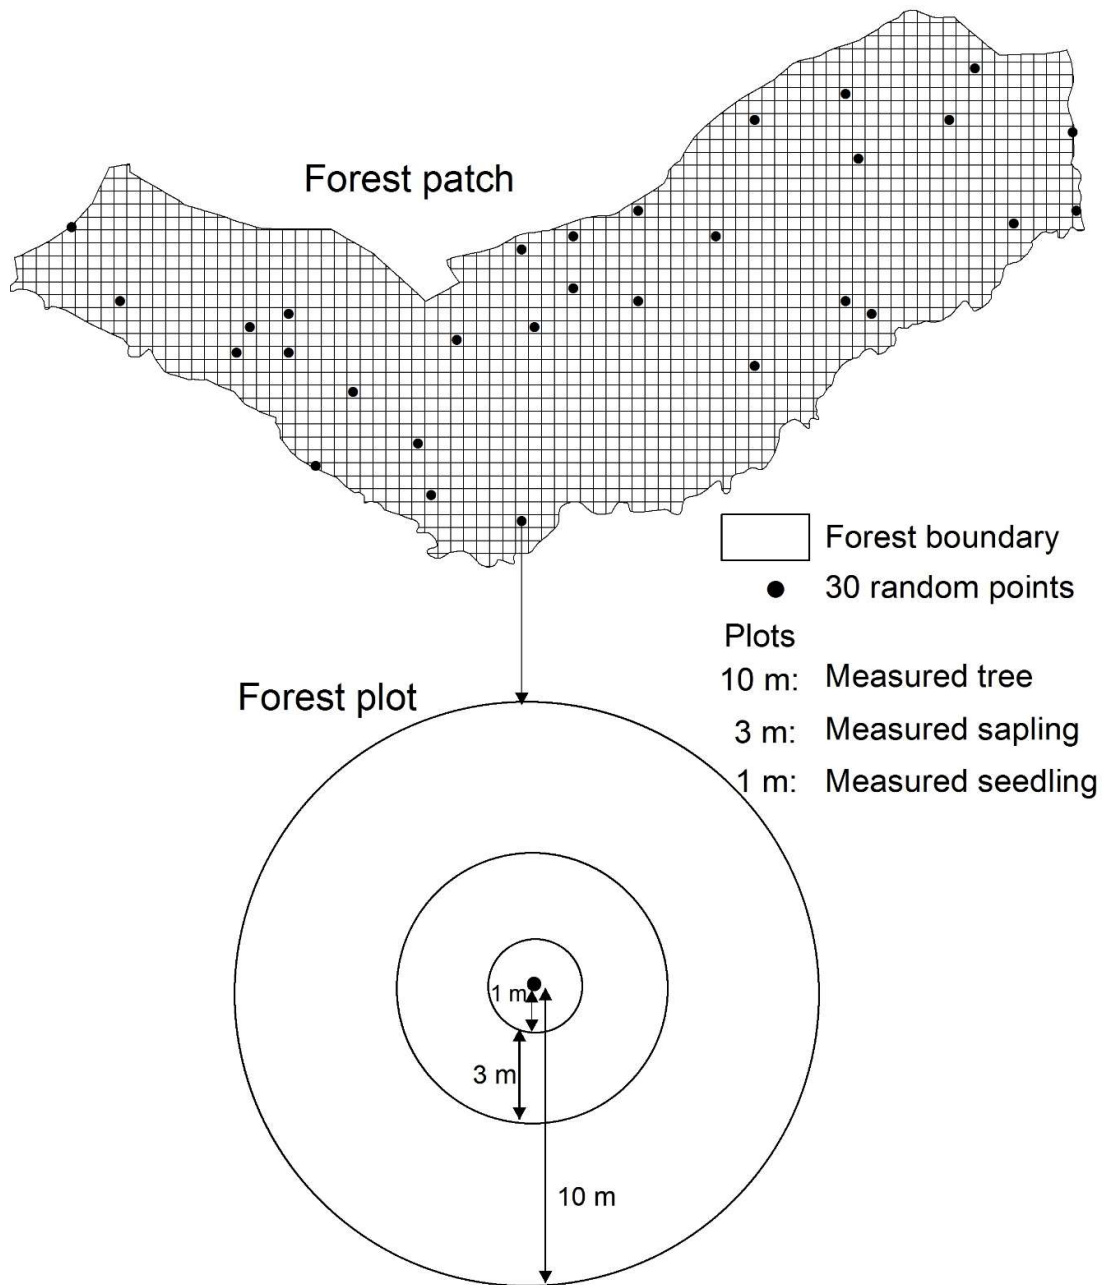 Forest patch
Forest boundary
30 random points
Plots
10 m: Measured tree
3 m: Measured sapling
1 m: Measured seedling
Forest plot
1 m
3 m
10 m